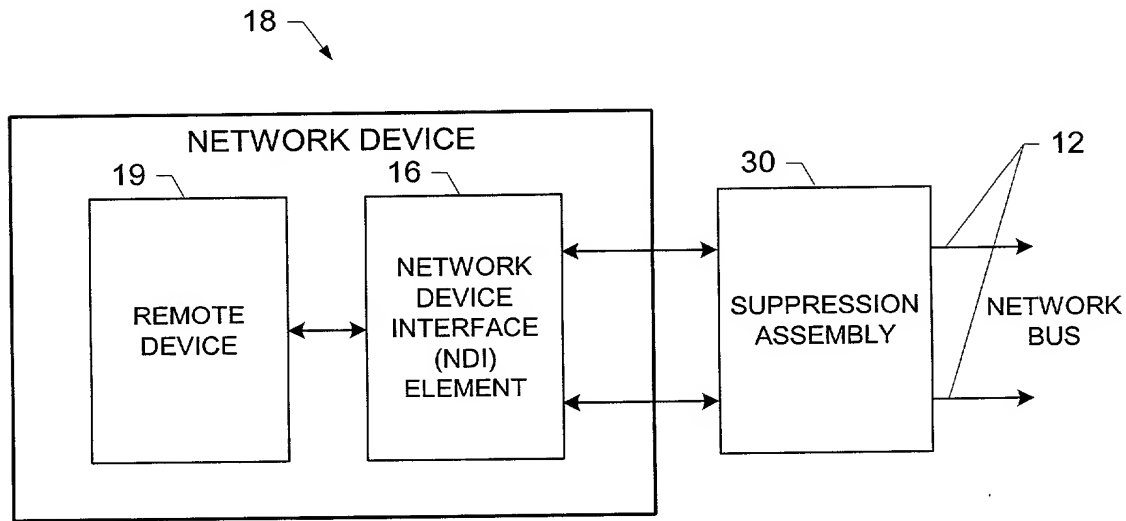 18
NETWORK DEVICE
19
16
30
12
REMOTE
DEVICE
NETWORK
DEVICE
INTERFACE
(NDI)
ELEMENT
SUPPRESSION
ASSEMBLY
NETWORK
BUS